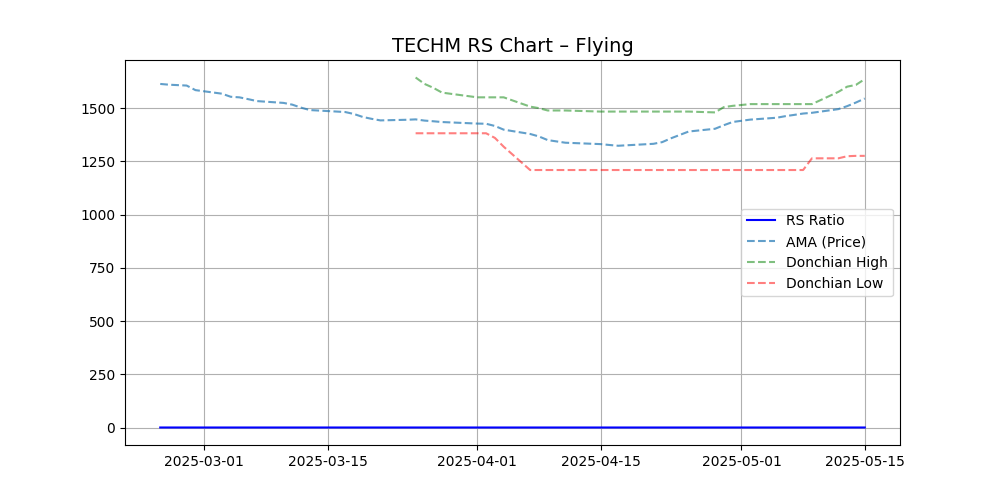 TECHM RS Chart – Flying
1500
1250
1000
750
500
250
0
RS Ratio
AMA (Price)
Donchian High
Donchian Low
2025-03-01 2025-03-15 2025-04-01 2025-04-15 2025-05-01 2025-05-15